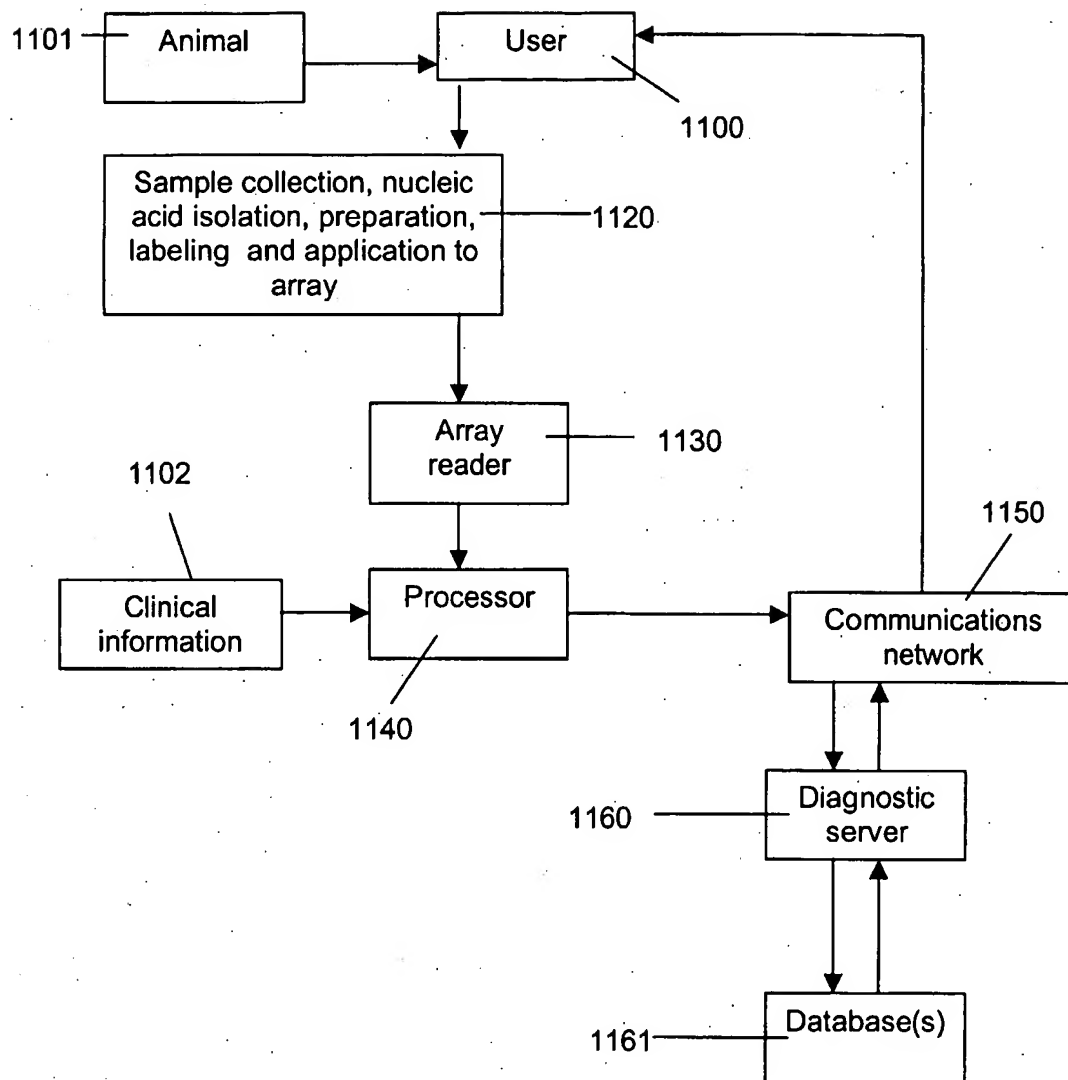 1101
Animal
User
1100
Sample collection, nucleic
acid isolation, preparation,
labeling and application to
array
1120
Array
reader
1130
1102
Clinical
information
Processor
1140
1150
Communications
network
1160
Diagnostic
server
Database(s)
1161